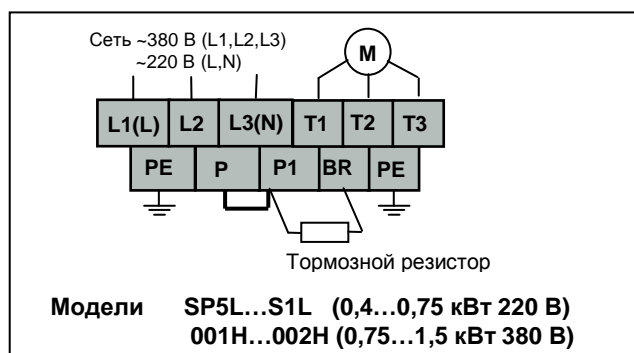 Сеть ~380 В (L1,L2,L3)
~220 В (L,N)
М
L1(L) L2 L3(N) T1 T2 T3
PE P P1 BR PE
Тормозной резистор
Модели SP5L...S1L (0,4...0,75 кВт 220 В)
001H...002H (0,75...1,5 кВт 380 В)